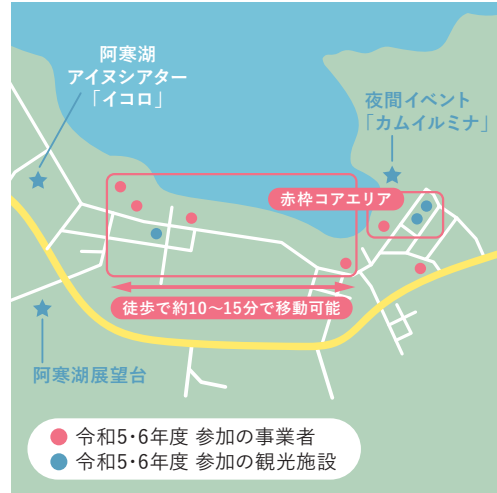 阿寒湖
アイヌシアター
「イコロ」
夜間イベント
「カムイルミナ」
赤枠コアエリア
徒歩で約10〜15分で移動可能
阿寒湖展望台
令和5・6年度 参加の事業者
令和5・6年度 参加の観光施設